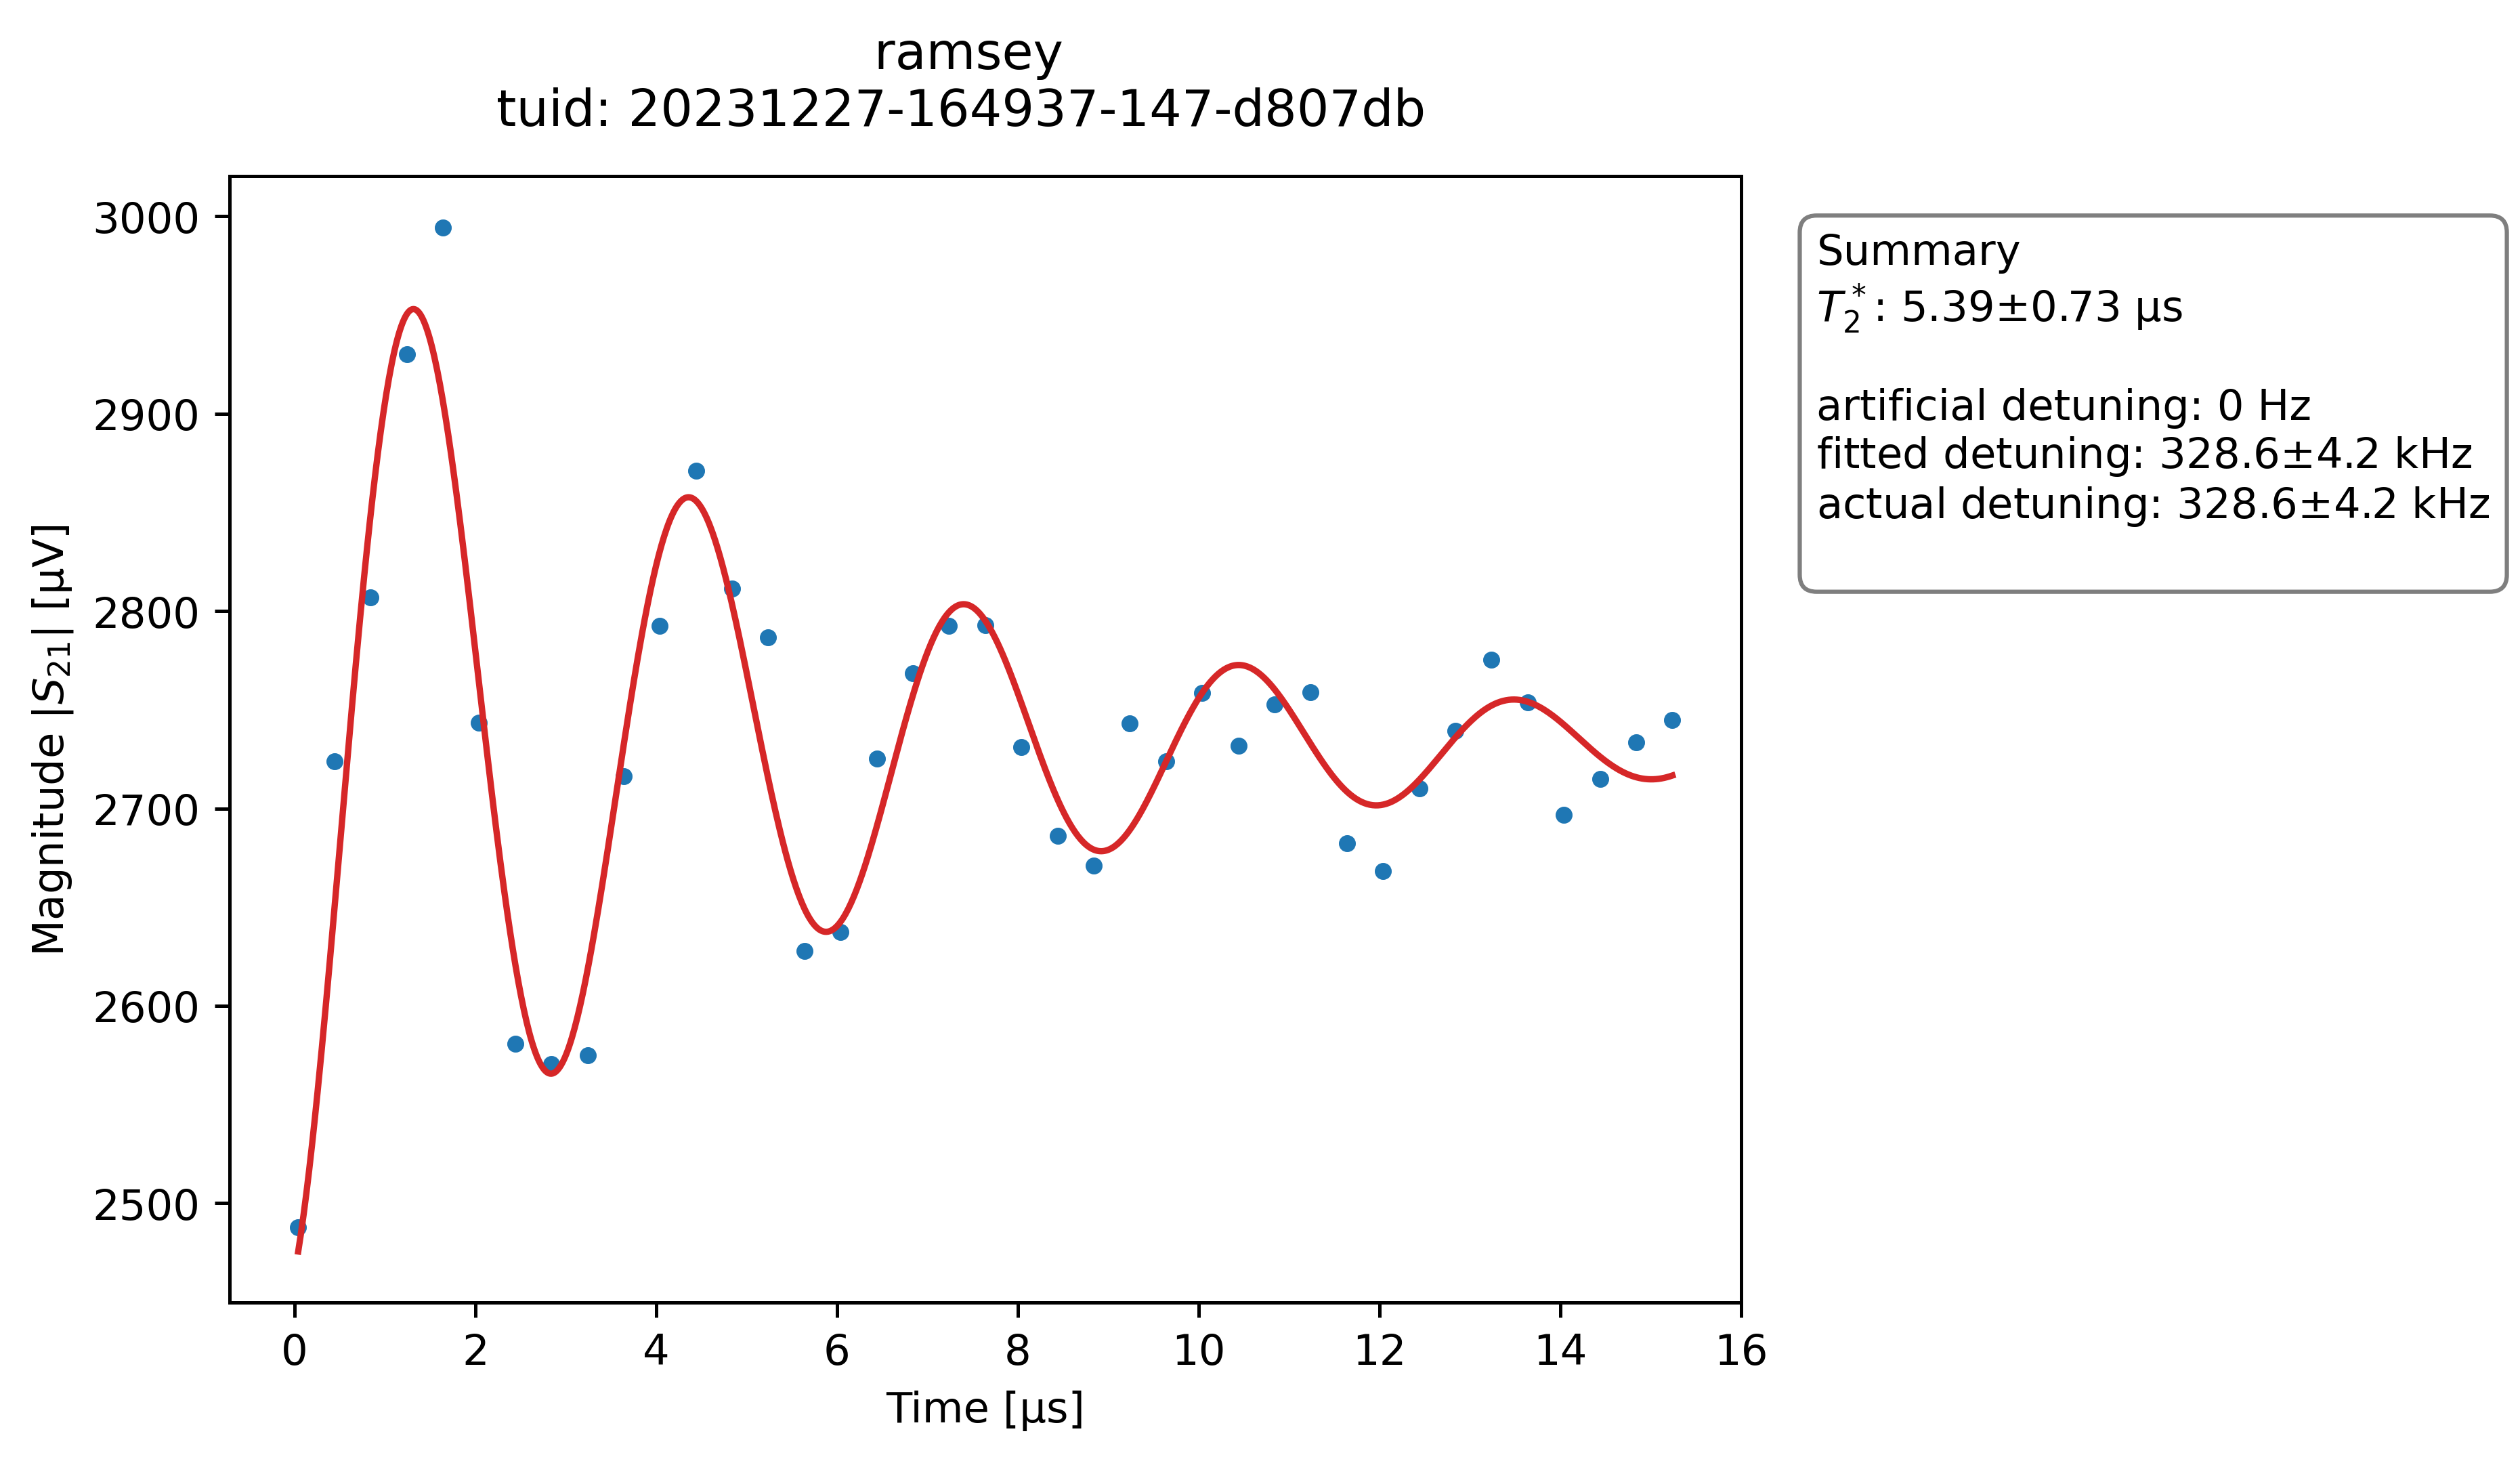 ramsey
tuid: 20231227-164937-147-d807db
3000
2900
2800
2700
2600
2500
Magnitude |S₂₁| [µV]
0 2 4 6 8 10 12 14 16
Time [µs]
Summary
T₂*: 5.39±0.73 µs
artificial detuning: 0 Hz
fitted detuning: 328.6±4.2 kHz
actual detuning: 328.6±4.2 kHz